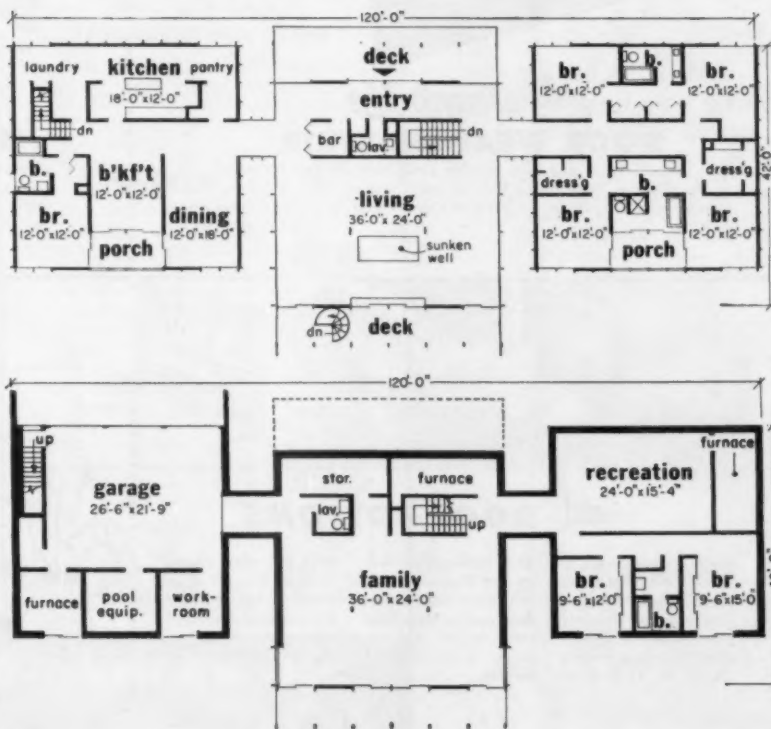 120'-0"
deck
laundry
kitchen
pantry
18'-0"x12'-0"
entry
br.
12'-0"x12'-0"
b.
br.
12'-0"x12'-0"
dn
bar
lav.
dn
b.
b'kf't
12'-0"x12'-0"
living
36'-0"x 24'-0"
dress'g
b.
dress'g
42'-0"
br.
12'-0"x12'-0"
dining
12'-0"x18'-0"
porch
sunken
well
br.
12'-0"x12'-0"
br.
12'-0"x12'-0"
porch
dn
deck
120'-0"
up
garage
26'-6"x21'-9"
stor.
furnace
lav.
up
recreation
24'-0"x15'-4"
furnace
furnace
pool
equip.
work-
room
family
36'-0"x24'-0"
br.
9'-6"x12'-0"
b.
br.
9'-6"x15'-0"